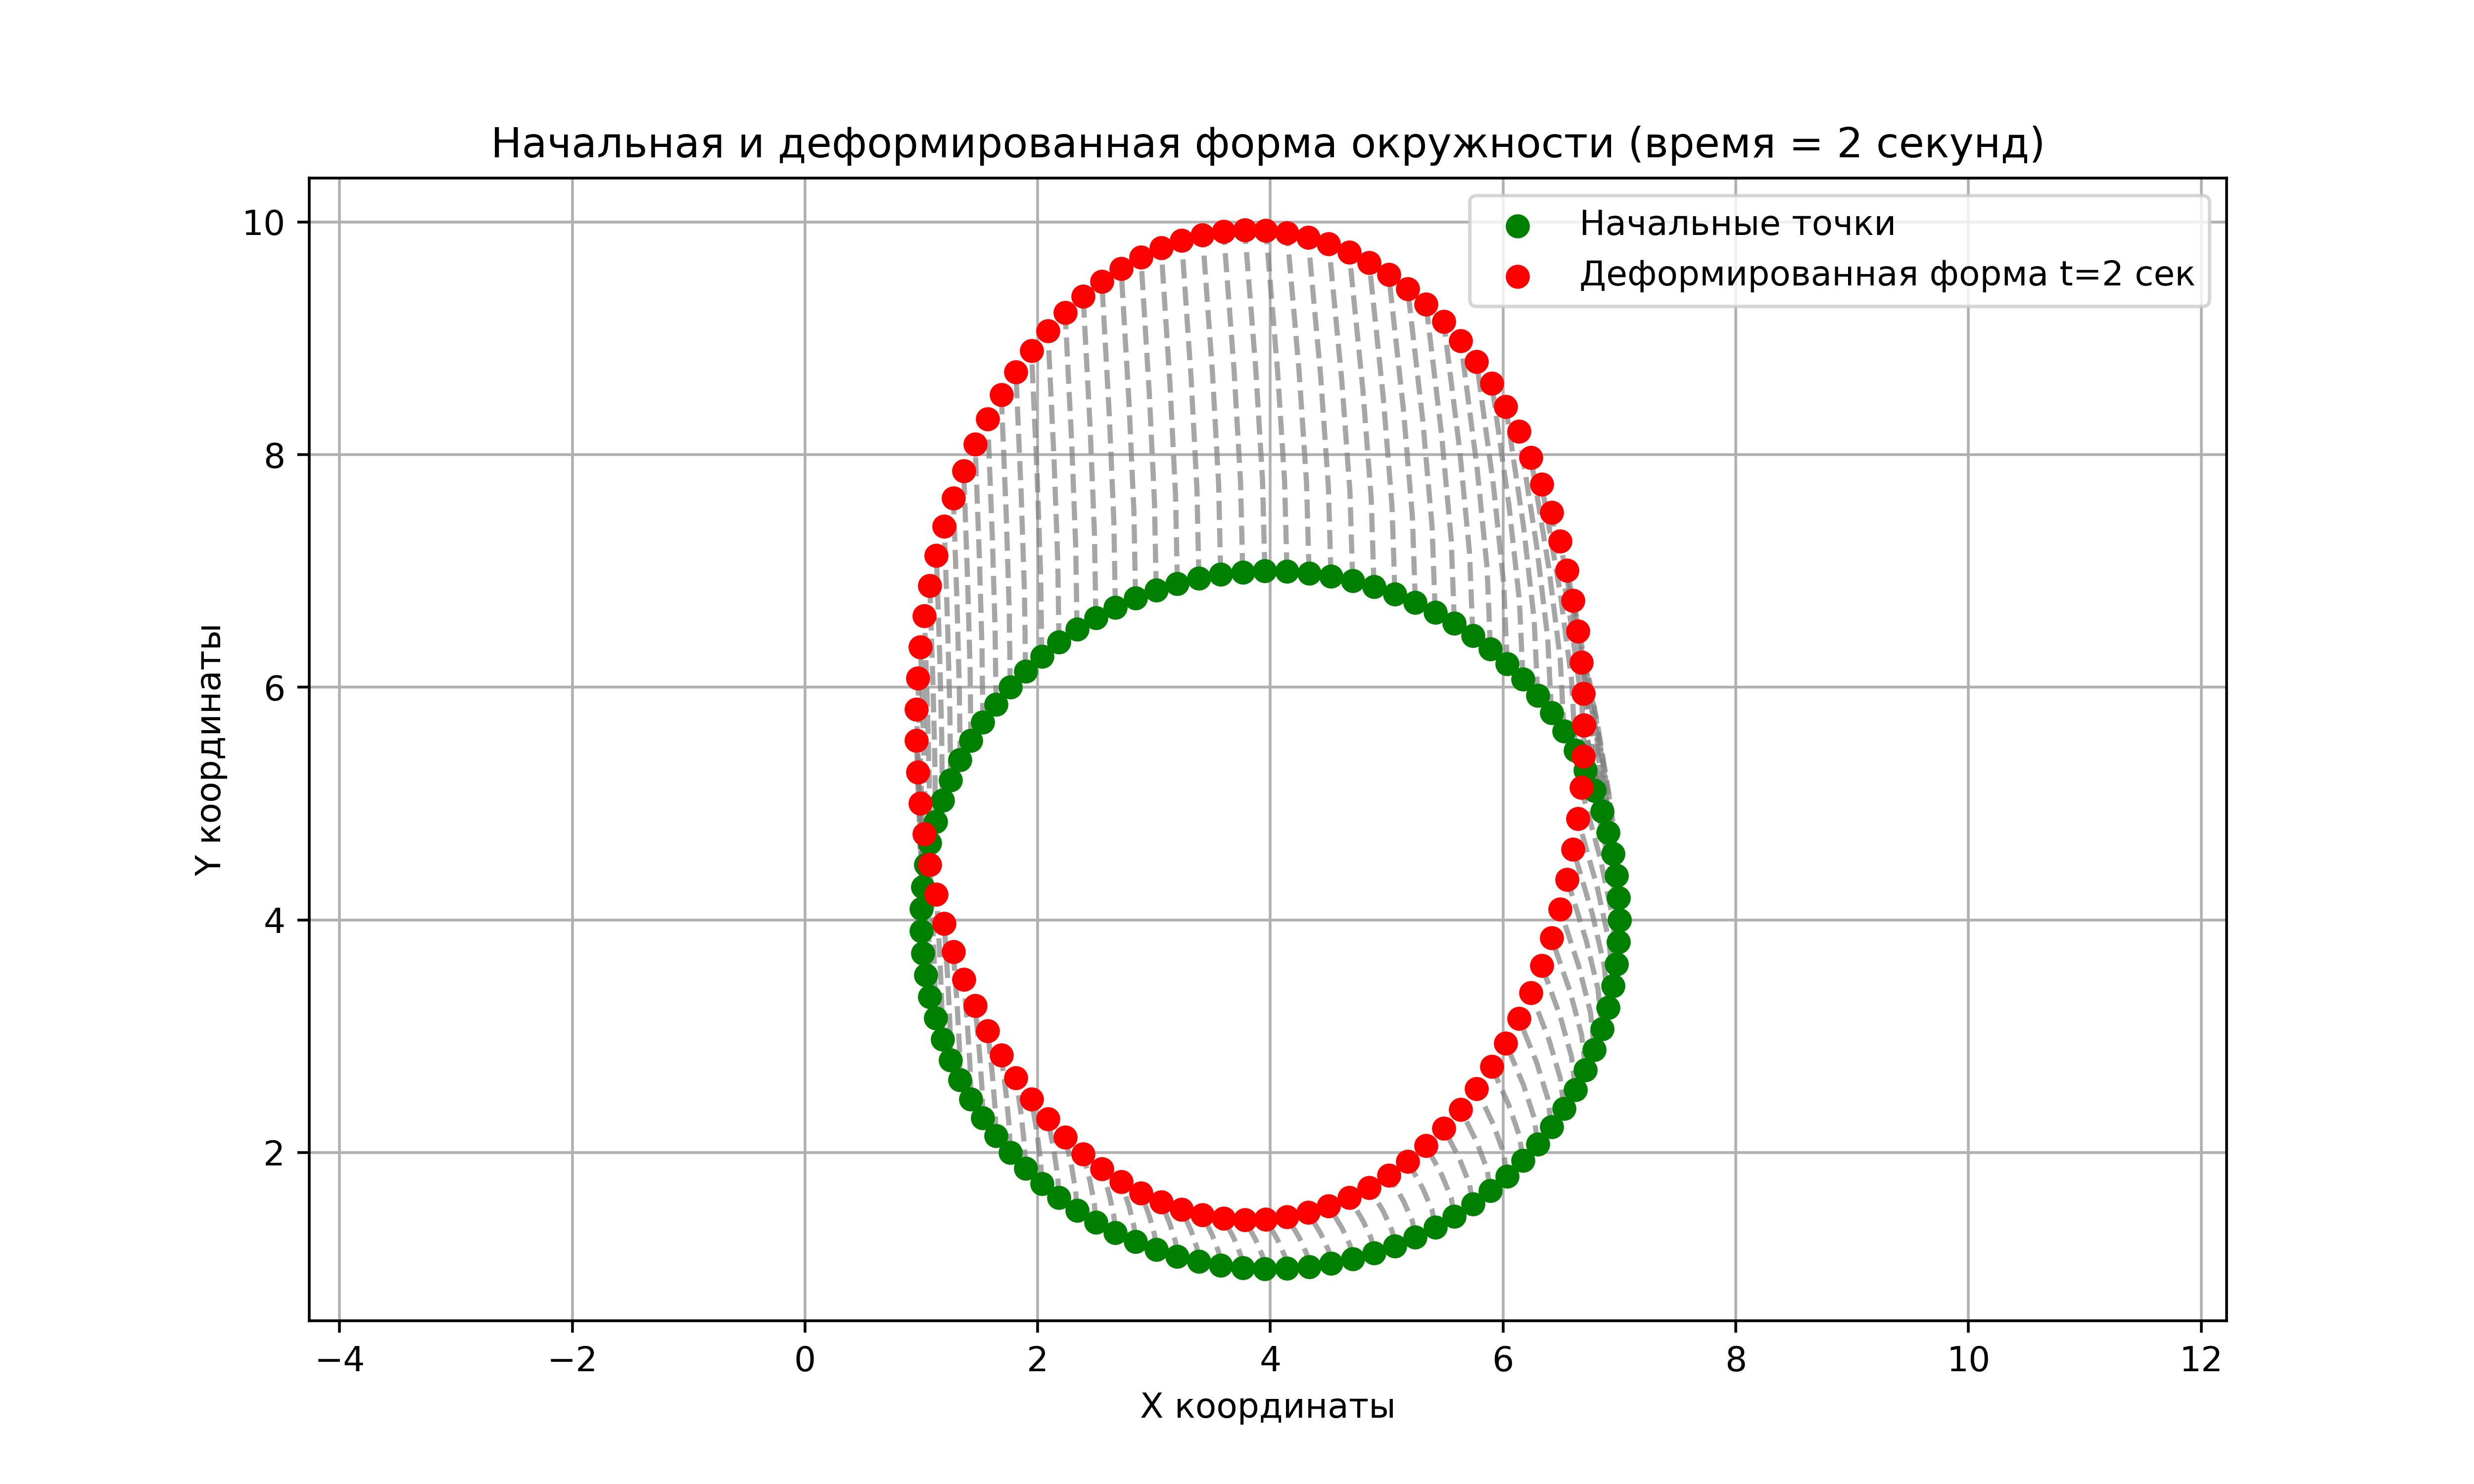 Начальная и деформированная форма окружности (время = 2 секунд)
Начальные точки
Деформированная форма t=2 сек
10
8
6
4
2
Y координаты
−4 −2 0 2 4 6 8 10 12
X координаты